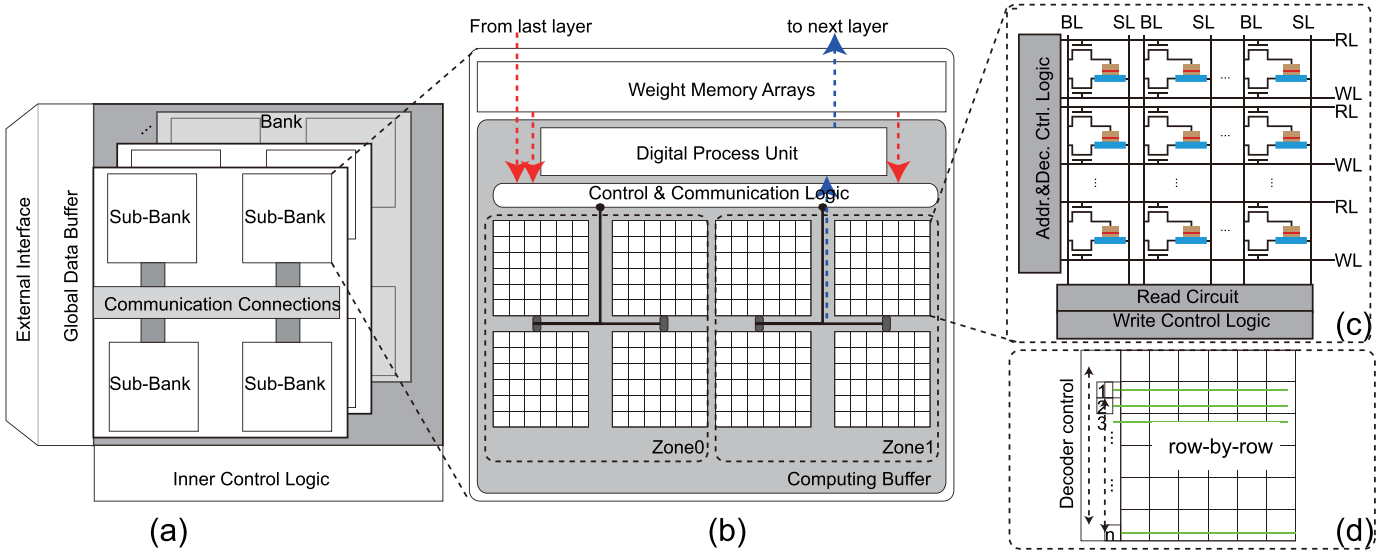 External Interface
Global Data Buffer
Bank
...
Sub-Bank
Sub-Bank
Communication Connections
Sub-Bank
Sub-Bank
Inner Control Logic
(a)
From last layer
to next layer
Weight Memory Arrays
Digital Process Unit
Control & Communication Logic
Zone0
Zone1
Computing Buffer
(b)
BL SL BL SL BL SL
Addr.&Dec. Ctrl. Logic
RL
...
WL
RL
...
WL
...
...
...
RL
...
WL
Read Circuit
Write Control Logic
(c)
Decoder control
1
2
3
...
row-by-row
...
n
(d)